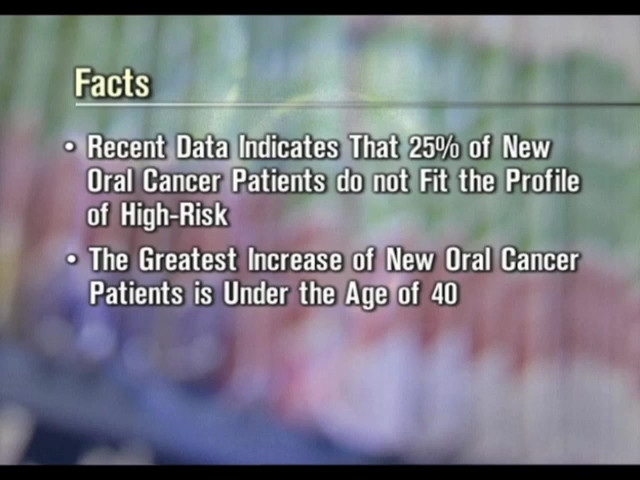 Facts
• Recent Data Indicates That 25% of New
Oral Cancer Patients do not Fit the Profile
of High-Risk
• The Greatest Increase of New Oral Cancer
Patients is Under the Age of 40